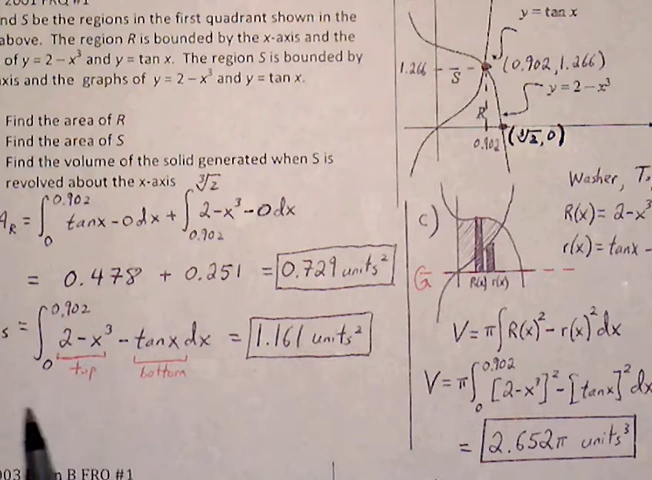 2001 FRQ #1
nd S be the regions in the first quadrant shown in the
above. The region R is bounded by the x-axis and the
of y = 2 − x³ and y = tan x. The region S is bounded by
xis and the graphs of y = 2 − x³ and y = tan x.
Find the area of R
Find the area of S
Find the volume of the solid generated when S is
revolved about the x-axis
A_R = ∫₀^0.902 tanx − 0 dx + ∫_0.902^∛2 2 − x³ − 0 dx
= 0.478 + 0.251 = 0.729 units²
s = ∫₀^0.902 2 − x³ − tanx dx = 1.161 units²
top bottom
003 B FRQ #1
y = tan x
1.266
S
(0.902, 1.266)
y = 2 − x³
R
0.902
(∛2, 0)
Washer,
c)
R(x) = 2 − x³
r(x) = tanx −
G
R(x) r(x)
V = π∫ R(x)² − r(x)² dx
V = π∫₀^0.902 [2 − x³]² − [tanx]² dx
= 2.652π units³